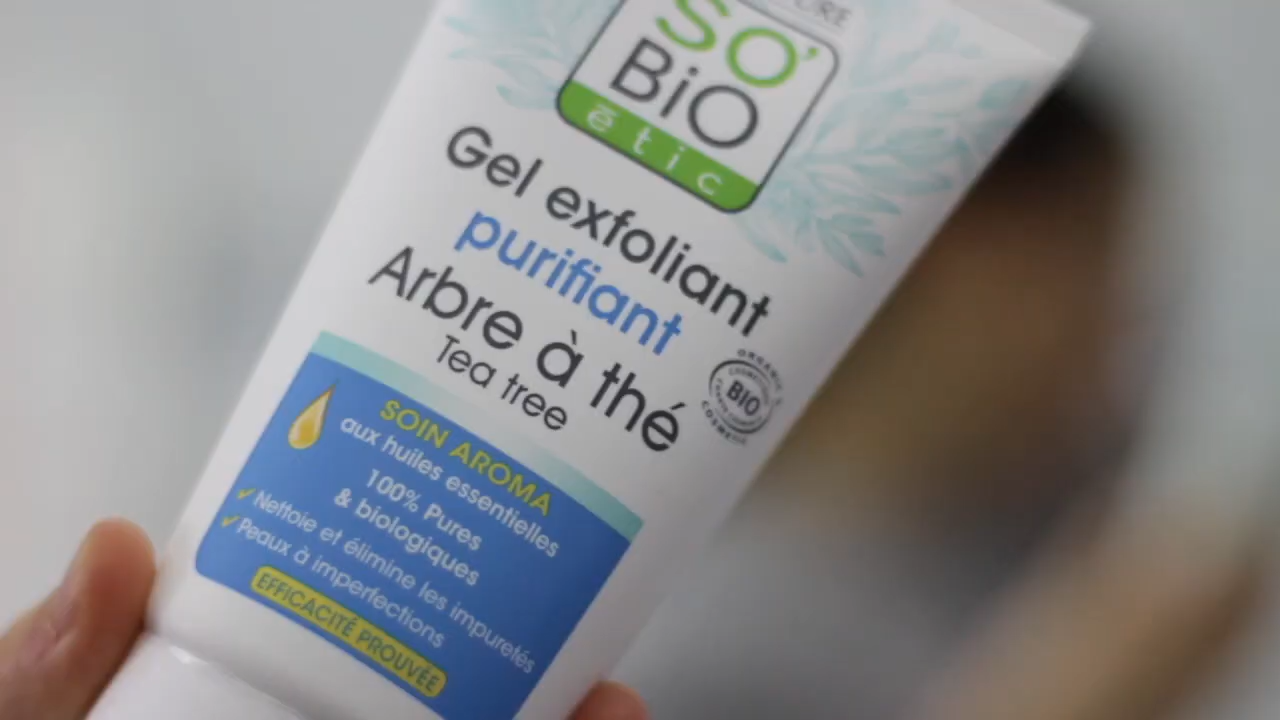 SO'
BiO
ētic
Gel exfoliant
purifiant
Arbre à thé
Tea tree
BIO
SOIN AROMA
aux huiles essentielles
100% Pures
& biologiques
Nettoie et élimine les impuretés
Peaux à imperfections
EFFICACITÉ PROUVÉE